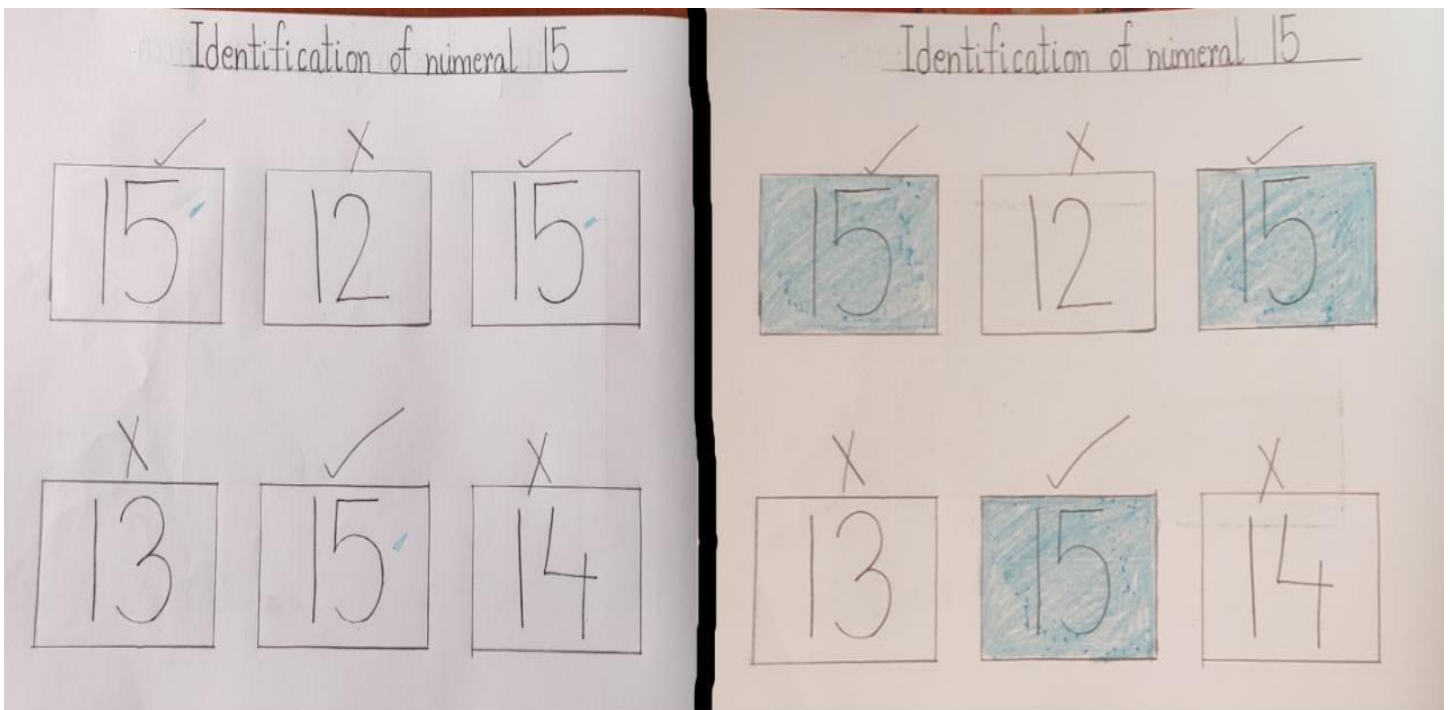 Identification of numeral 15
✓ X ✓
15 12 15
X ✓ X
13 15 14
Identification of numeral 15
✓ X ✓
15 12 15
X ✓ X
13 15 14